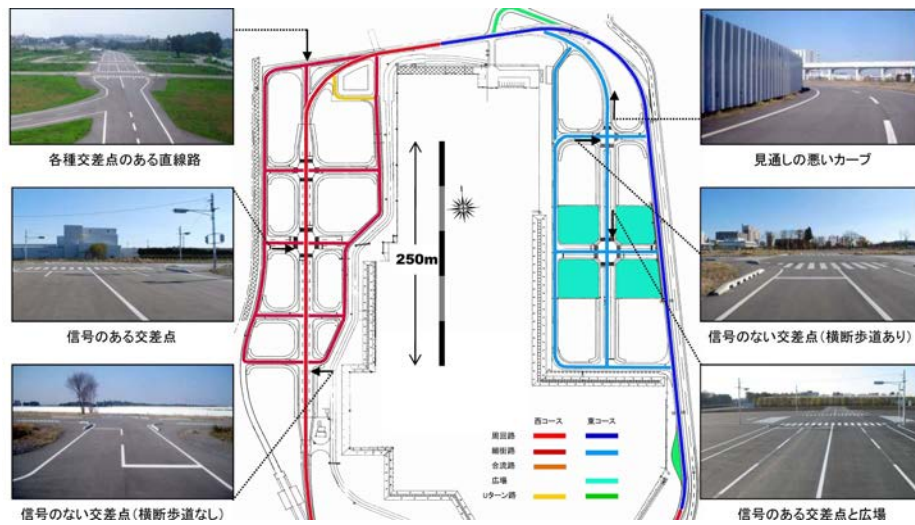 各種交差点のある直線路
見通しの悪いカーブ
信号のある交差点
250m
信号のない交差点(横断歩道あり)
西コース 東コース
周回路
細街路
合流路
広場
Uターン路
信号のない交差点(横断歩道なし)
信号のある交差点と広場